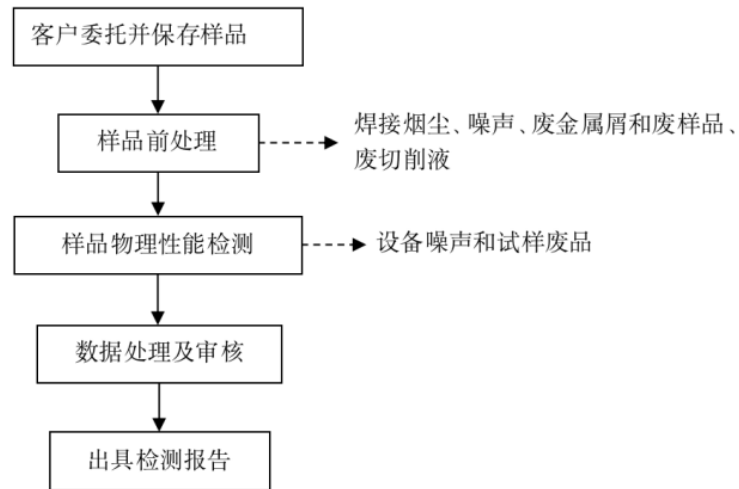 客户委托并保存样品
样品前处理
焊接烟尘、噪声、废金属屑和废样品、
废切削液
样品物理性能检测
设备噪声和试样废品
数据处理及审核
出具检测报告